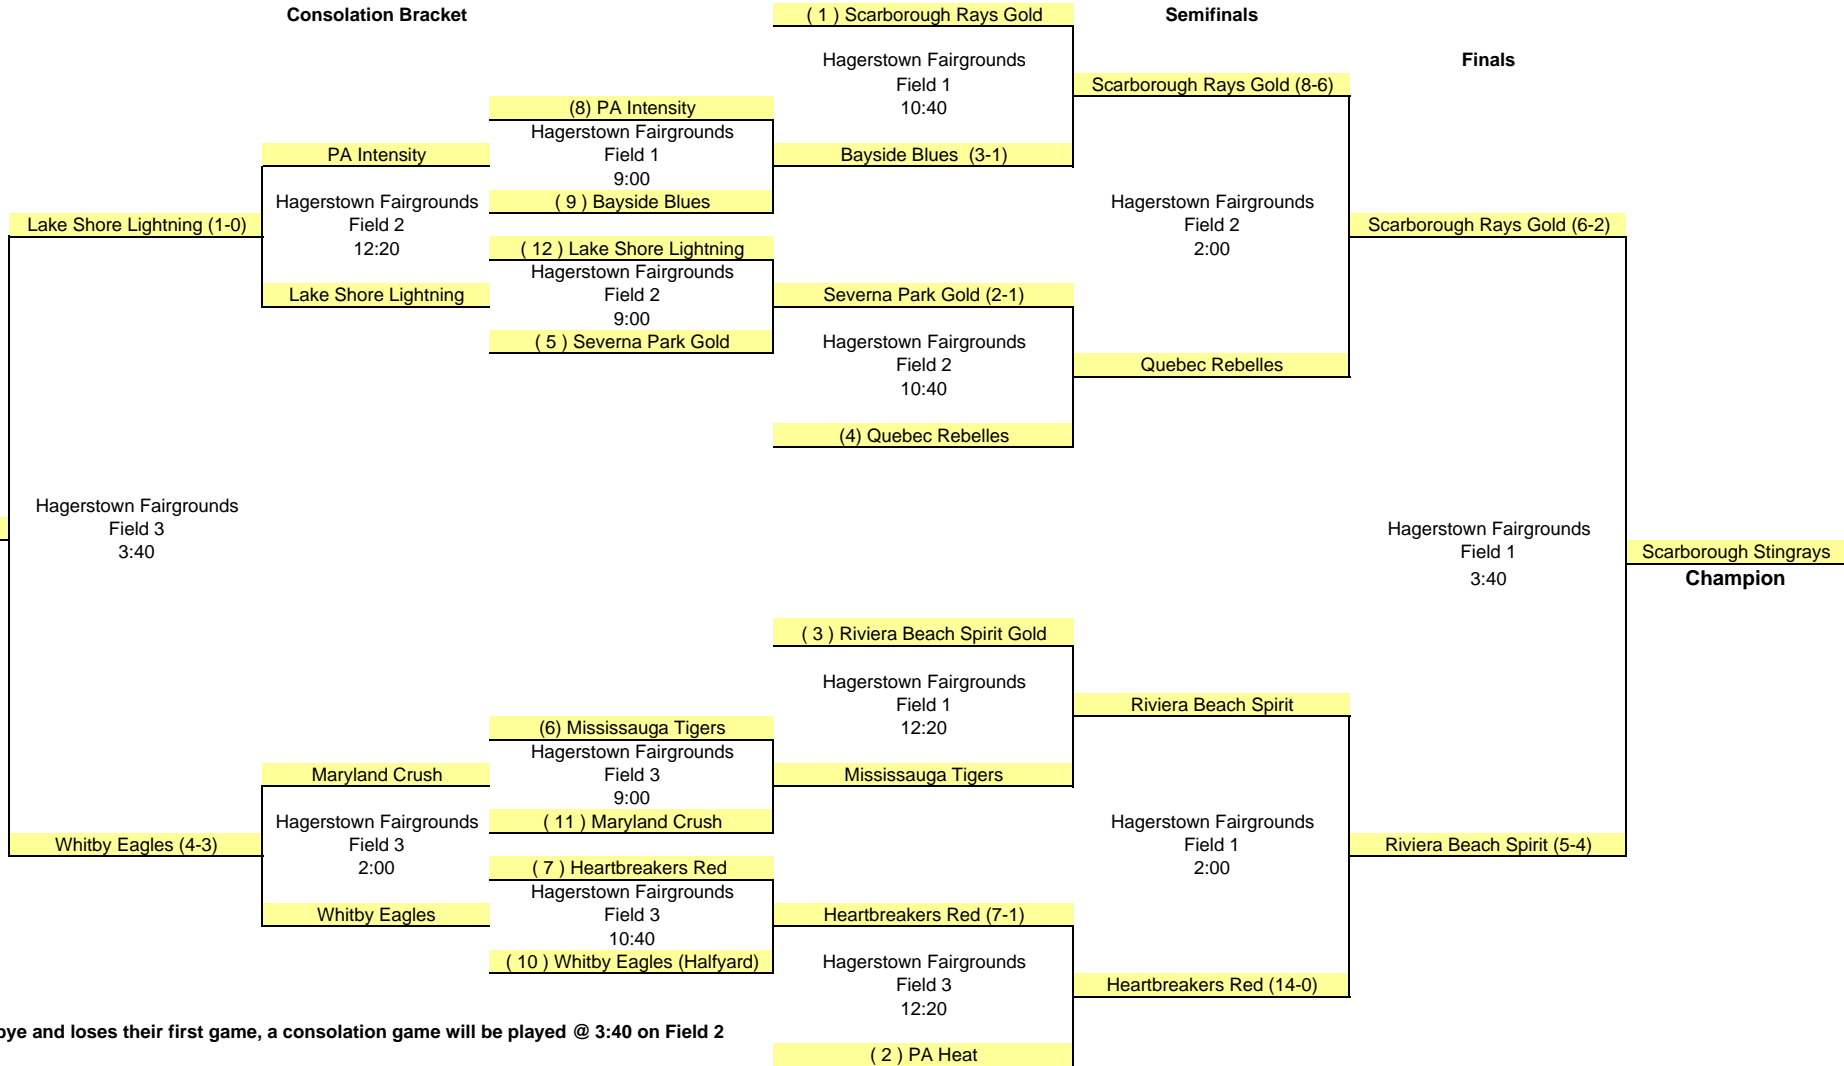 Consolation Bracket
( 1 ) Scarborough Rays Gold
Semifinals
Hagerstown Fairgrounds
Finals
Field 1
Scarborough Rays Gold (8-6)
(8) PA Intensity
10:40
Hagerstown Fairgrounds
PA Intensity
Field 1
Bayside Blues  (3-1)
9:00
Hagerstown Fairgrounds
( 9 ) Bayside Blues
Hagerstown Fairgrounds
Lake Shore Lightning (1-0)
Field 2
Field 2
Scarborough Rays Gold (6-2)
12:20
( 12 ) Lake Shore Lightning
2:00
Hagerstown Fairgrounds
Lake Shore Lightning
Field 2
Severna Park Gold (2-1)
9:00
( 5 ) Severna Park Gold
Hagerstown Fairgrounds
Field 2
Quebec Rebelles
10:40
(4) Quebec Rebelles
Hagerstown Fairgrounds
Field 3
3:40
Hagerstown Fairgrounds
Field 1
Scarborough Stingrays
3:40
Champion
( 3 ) Riviera Beach Spirit Gold
Hagerstown Fairgrounds
Field 1
Riviera Beach Spirit
(6) Mississauga Tigers
12:20
Hagerstown Fairgrounds
Maryland Crush
Field 3
Mississauga Tigers
9:00
Hagerstown Fairgrounds
( 11 ) Maryland Crush
Hagerstown Fairgrounds
Whitby Eagles (4-3)
Field 3
Field 1
Riviera Beach Spirit (5-4)
2:00
( 7 ) Heartbreakers Red
2:00
Hagerstown Fairgrounds
Whitby Eagles
Field 3
Heartbreakers Red (7-1)
10:40
( 10 ) Whitby Eagles (Halfyard)
Hagerstown Fairgrounds
Field 3
Heartbreakers Red (14-0)
12:20
bye and loses their first game, a consolation game will be played @ 3:40 on Field 2
( 2 ) PA Heat